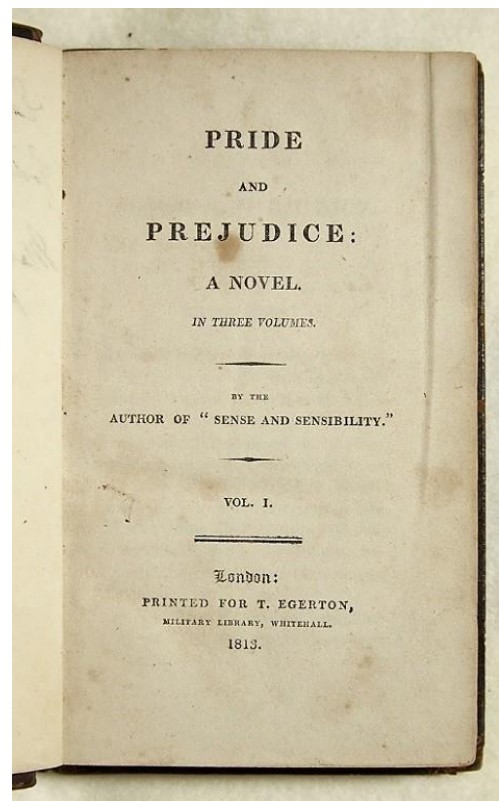 PRIDE
AND
PREJUDICE:
A NOVEL.
IN THREE VOLUMES.
BY THE
AUTHOR OF “ SENSE AND SENSIBILITY.”
VOL. I.
London:
PRINTED FOR T. EGERTON,
MILITARY LIBRARY, WHITEHALL.
1813.